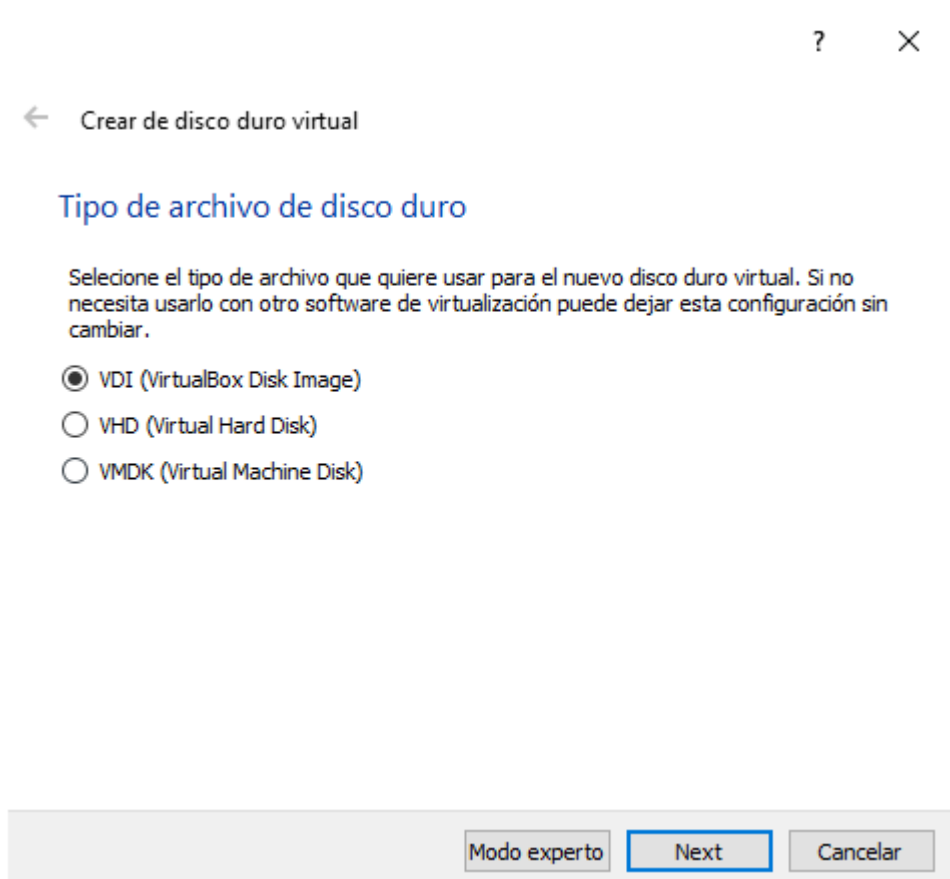 ?
Crear de disco duro virtual
Tipo de archivo de disco duro
Selecione el tipo de archivo que quiere usar para el nuevo disco duro virtual. Si no
necesita usarlo con otro software de virtualización puede dejar esta configuración sin
cambiar.
VDI (VirtualBox Disk Image)
VHD (Virtual Hard Disk)
VMDK (Virtual Machine Disk)
Modo experto Next Cancelar